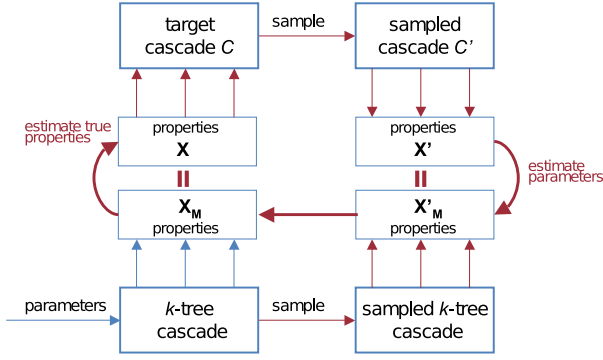 target
cascade C
sample
sampled
cascade C'
estimate true
properties
properties
X
properties
X'
estimate
parameters
X_M
properties
X'_M
properties
parameters
k-tree
cascade
sample
sampled k-tree
cascade